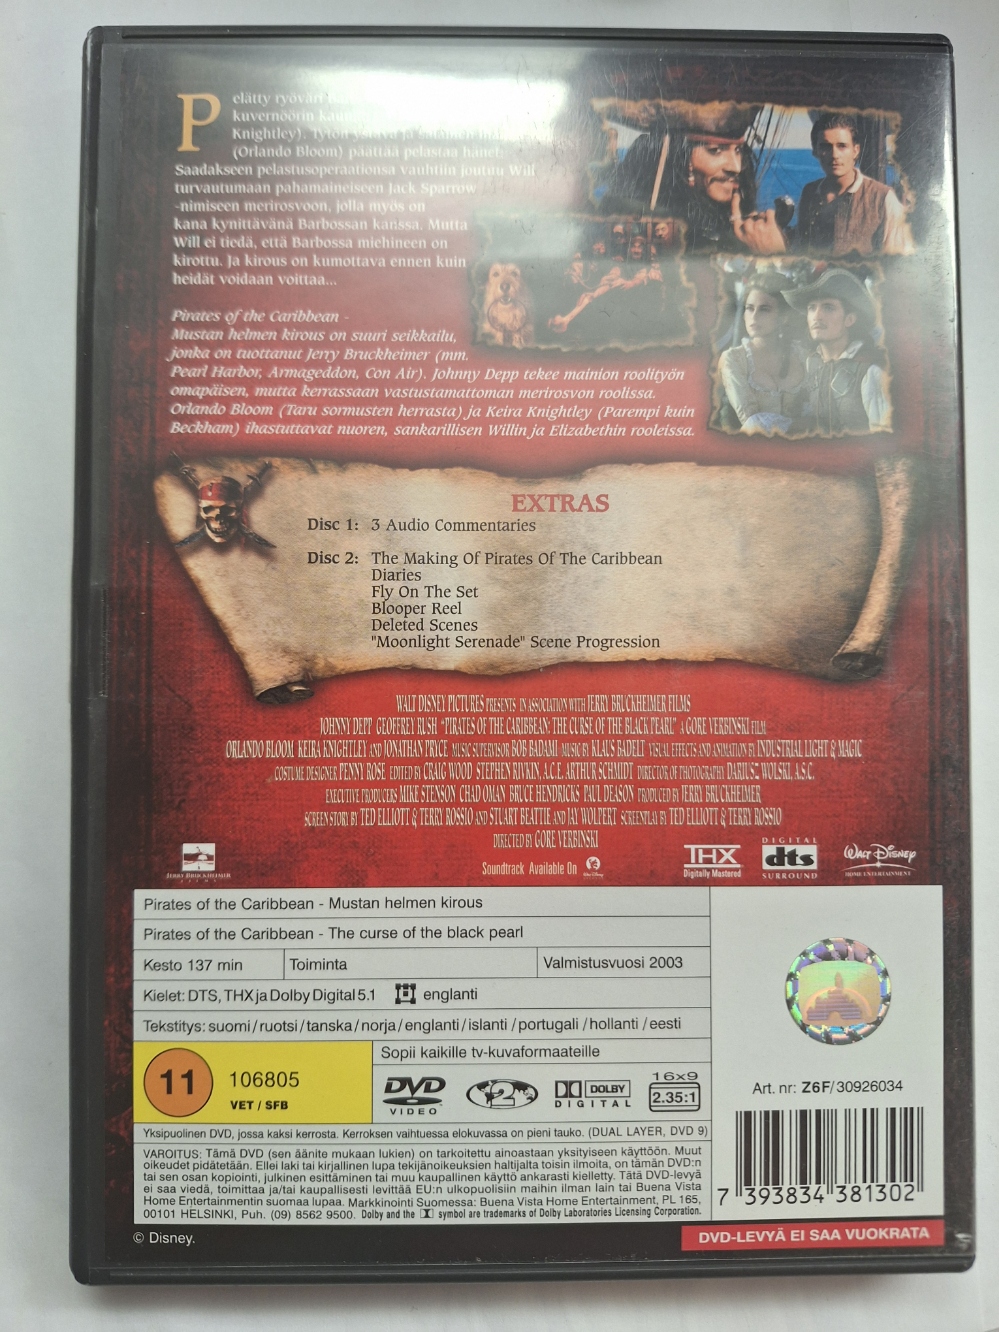 Pelätty ryöväri
kuvernöörin
Knightley). Tytön ystävä ja
(Orlando Bloom) päättää pelastaa hänet.
Saadakseen pelastusoperaationsa vauhtiin joutuu Will
turvautumaan pahamaineiseen Jack Sparrow
-nimiseen merirosvoon, jolla myös on
kana kynittävänä Barbossan kanssa. Mutta
Will ei tiedä, että Barbossa miehineen on
kirottu. Ja kirous on kumottava ennen kuin
heidät voidaan voittaa...
Pirates of the Caribbean -
Mustan helmen kirous on suuri seikkailu,
jonka on tuottanut Jerry Bruckheimer (mm.
Pearl Harbor, Armageddon, Con Air). Johnny Depp tekee mainion roolityön
omapäisen, mutta kerrassaan vastustamattoman merirosvon roolissa.
Orlando Bloom (Taru sormusten herrasta) ja Keira Knightley (Parempi kuin
Beckham) ihastuttavat nuoren, sankarillisen Willin ja Elizabethin rooleissa.
EXTRAS
Disc 1: 3 Audio Commentaries
Disc 2: The Making Of Pirates Of The Caribbean
Diaries
Fly On The Set
Blooper Reel
Deleted Scenes
"Moonlight Serenade" Scene Progression
WALT DISNEY PICTURES PRESENTS IN ASSOCIATION WITH JERRY BRUCKHEIMER FILMS
JOHNNY DEPP GEOFFREY RUSH "PIRATES OF THE CARIBBEAN: THE CURSE OF THE BLACK PEARL" A GORE VERBINSKI FILM
ORLANDO BLOOM KEIRA KNIGHTLEY AND JONATHAN PRYCE MUSIC SUPERVISOR BOB BADAMI MUSIC BY KLAUS BADELT VISUAL EFFECTS AND ANIMATION BY INDUSTRIAL LIGHT & MAGIC
COSTUME DESIGNER PENNY ROSE EDITED BY CRAIG WOOD STEPHEN RIVKIN, A.C.E. ARTHUR SCHMIDT DIRECTOR OF PHOTOGRAPHY DARIUSZ WOLSKI, A.S.C.
EXECUTIVE PRODUCERS MIKE STENSON CHAD OMAN BRUCE HENDRICKS PAUL DEASON PRODUCED BY JERRY BRUCKHEIMER
SCREEN STORY BY TED ELLIOTT & TERRY ROSSIO AND STUART BEATTIE AND JAY WOLPERT SCREENPLAY BY TED ELLIOTT & TERRY ROSSIO
DIRECTED BY GORE VERBINSKI
JERRY BRUCKHEIMER FILMS
Soundtrack Available On Walt Disney
THX Digitally Mastered
DIGITAL dts SURROUND
Walt Disney HOME ENTERTAINMENT
Pirates of the Caribbean - Mustan helmen kirous
Pirates of the Caribbean - The curse of the black pearl
Kesto 137 min Toiminta Valmistusvuosi 2003
Kielet: DTS, THX ja Dolby Digital 5.1 englanti
Tekstitys: suomi/ruotsi/tanska/norja/englanti/islanti/portugali/hollanti/eesti
11 106805
VET / SFB
Sopii kaikille tv-kuvaformaateille
DVD VIDEO 2 DOLBY DIGITAL 16x9 2.35:1
Art. nr: Z6F/30926034
Yksipuolinen DVD, jossa kaksi kerrosta. Kerroksen vaihtuessa elokuvassa on pieni tauko. (DUAL LAYER, DVD 9)
VAROITUS: Tämä DVD (sen äänite mukaan lukien) on tarkoitettu ainoastaan yksityiseen käyttöön. Muut
oikeudet pidätetään. Ellei laki tai kirjallinen lupa tekijänoikeuksien haltijalta toisin ilmoita, on tämän DVD:n
tai sen osan kopiointi, julkinen esittäminen tai muu kaupallinen käyttö ankarasti kielletty. Tätä DVD-levyä
ei saa viedä, toimittaa ja/tai kaupallisesti levittää EU:n ulkopuolisiin maihin ilman lain tai Buena Vista
Home Entertainmentin suomaa lupaa. Markkinointi Suomessa: Buena Vista Home Entertainment, PL 165,
00101 HELSINKI, Puh. (09) 8562 9500. Dolby and the symbol are trademarks of Dolby Laboratories Licensing Corporation.
7 393834 381302
© Disney.
DVD-LEVYÄ EI SAA VUOKRATA